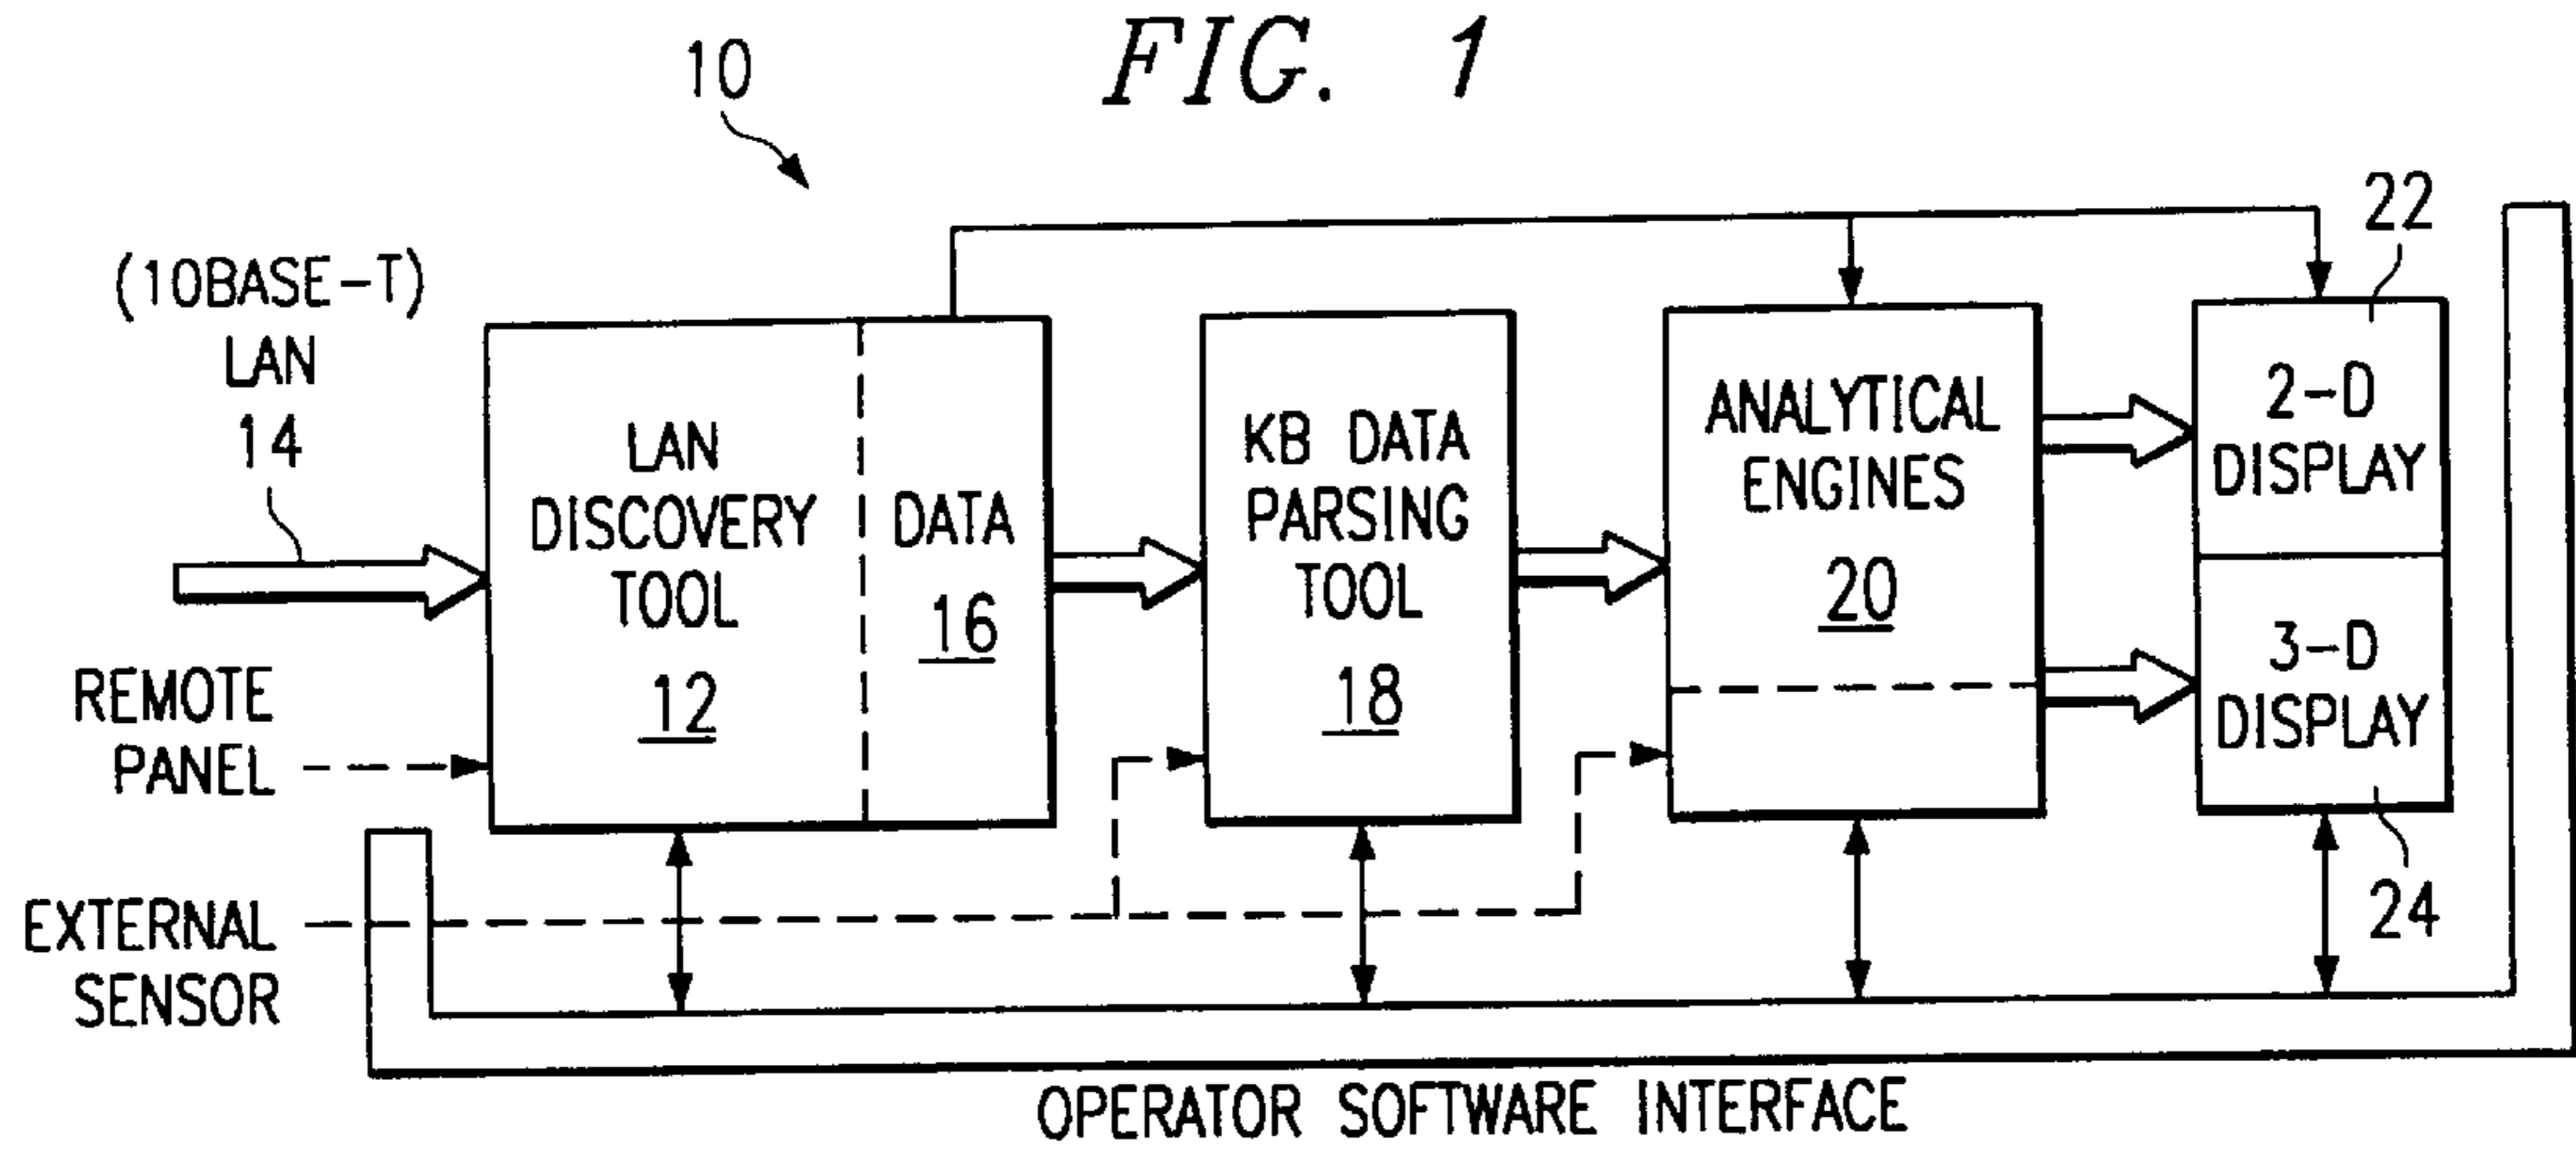 FIG. 1
10
(10BASE-T)
LAN
14
REMOTE
PANEL
EXTERNAL
SENSOR
LAN
DISCOVERY
TOOL
12
DATA
16
KB DATA
PARSING
TOOL
18
ANALYTICAL
ENGINES
20
22
2-D
DISPLAY
3-D
DISPLAY
24
OPERATOR SOFTWARE INTERFACE